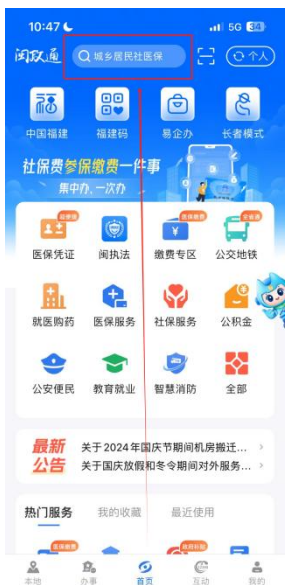 10:47
5G 34
闽政通 城乡居民社医保 个人
中国福建 福建码 易企办 长者模式
社保费参保缴费一件事
集中办、一次办
医保凭证 闽执法 缴费专区 公交地铁
就医购药 医保服务 社保服务 公积金
公安便民 教育就业 智慧消防 全部
最新公告
关于2024年国庆节期间机房搬迁...
关于国庆放假和冬令期间对外服务...
热门服务 我的收藏 最近使用
本地 办事 首页 互动 我的